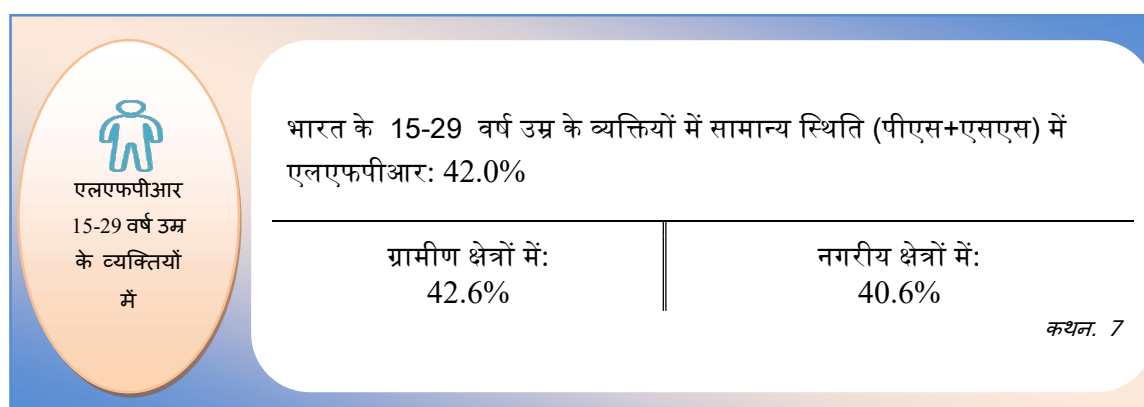 एलएफपीआर
15-29 वर्ष उम्र
के व्यक्तियों
में
भारत के 15-29 वर्ष उम्र के व्यक्तियों में सामान्य स्थिति (पीएस+एसएस) में
एलएफपीआर: 42.0%
ग्रामीण क्षेत्रों में:
42.6%
नगरीय क्षेत्रों में:
40.6%
कथन. 7